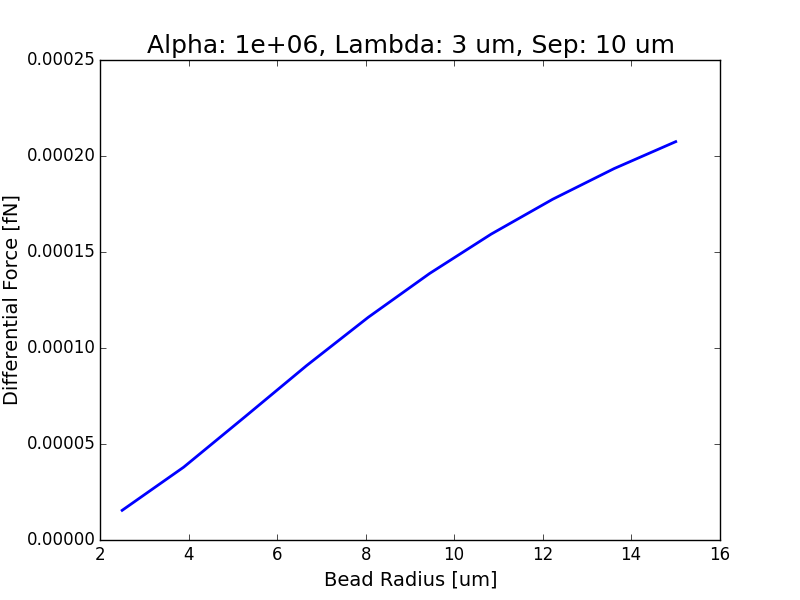 Alpha: 1e+06, Lambda: 3 um, Sep: 10 um
0.00025
0.00020
0.00015
0.00010
0.00005
0.00000
Differential Force [fN]
2 4 6 8 10 12 14 16
Bead Radius [um]